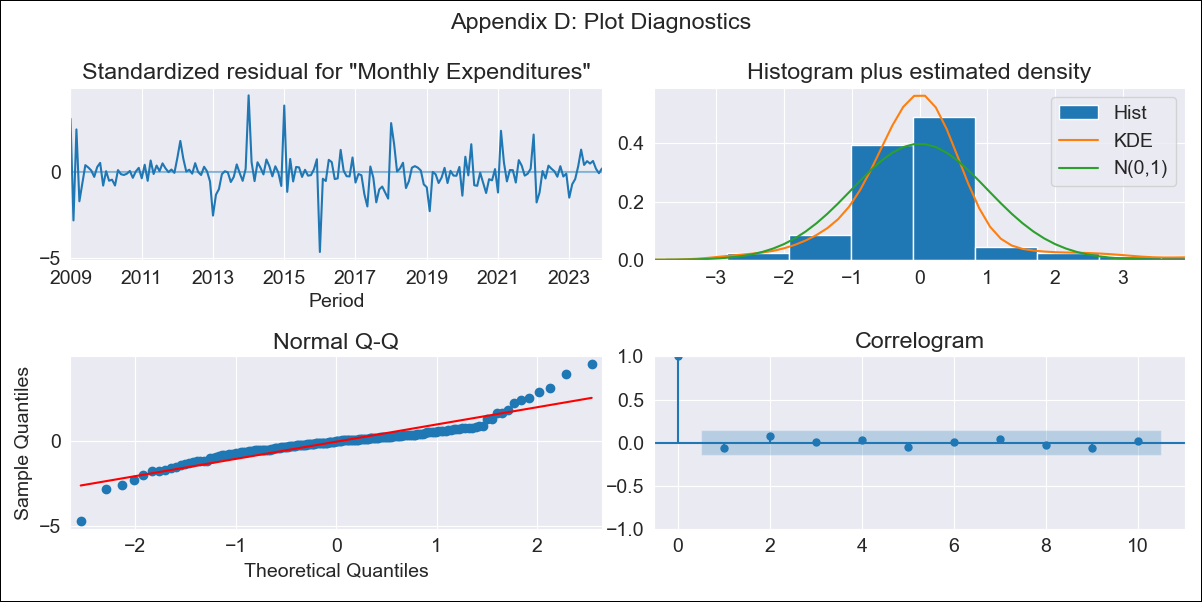 Appendix D: Plot Diagnostics
Standardized residual for "Monthly Expenditures"
0
−5
2009 2011 2013 2015 2017 2019 2021 2023
Period
Histogram plus estimated density
Hist
KDE
N(0,1)
0.4
0.2
0.0
−3 −2 −1 0 1 2 3
Normal Q-Q
Sample Quantiles
0
−5
−2 −1 0 1 2
Theoretical Quantiles
Correlogram
1.0
0.5
0.0
−0.5
−1.0
0 2 4 6 8 10